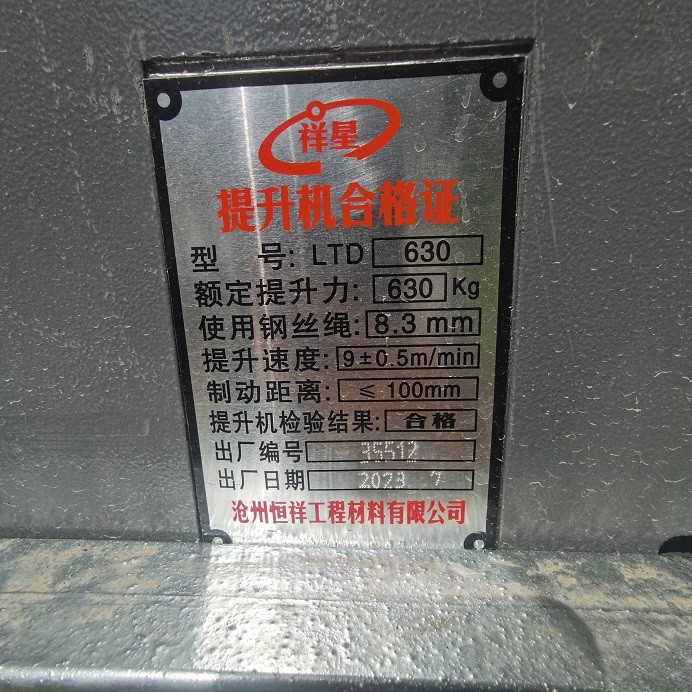 祥星
提升机合格证
型 号: LTD 630
额定提升力: 630 Kg
使用钢丝绳: 8.3 mm
提升速度: 9±0.5m/min
制动距离: ≤ 100mm
提升机检验结果: 合格
出厂编号 35512
出厂日期 2023 7
沧州恒祥工程材料有限公司